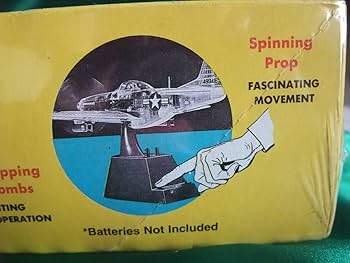 Spinning
Prop
FASCINATING
MOVEMENT
pping
ombs
TING
OPERATION
*Batteries Not Included